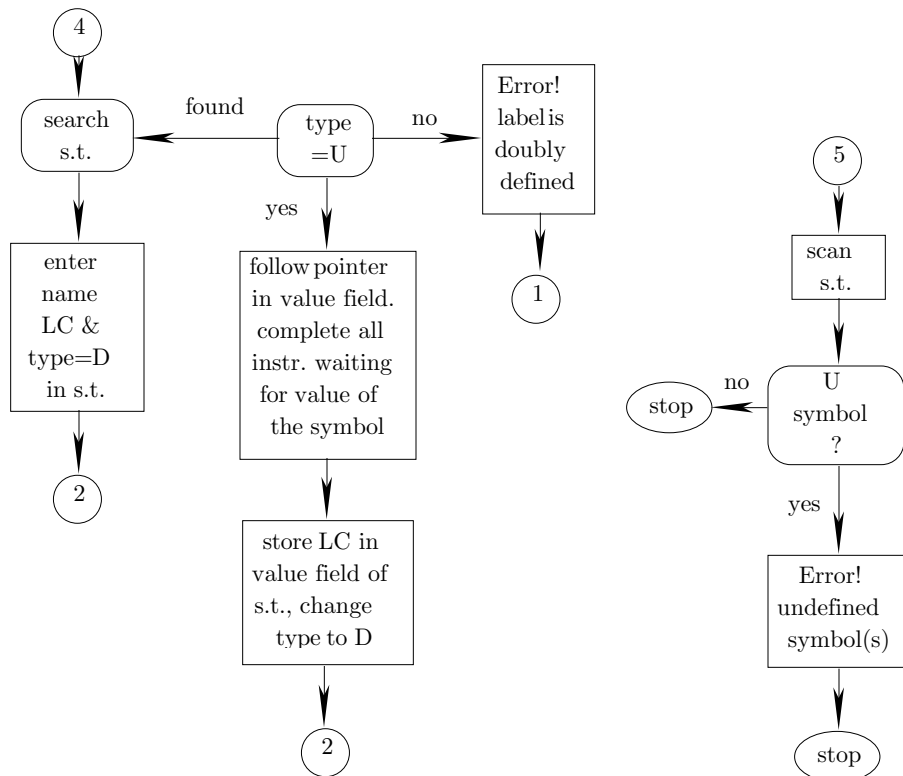 4
search
s.t.
found
type
=U
no
Error!
label is
doubly
defined
1
enter
name
LC &
type=D
in s.t.
2
yes
follow pointer
in value field.
complete all
instr. waiting
for value of
the symbol
store LC in
value field of
s.t., change
type to D
2
5
scan
s.t.
U
symbol
?
no
stop
yes
Error!
undefined
symbol(s)
stop